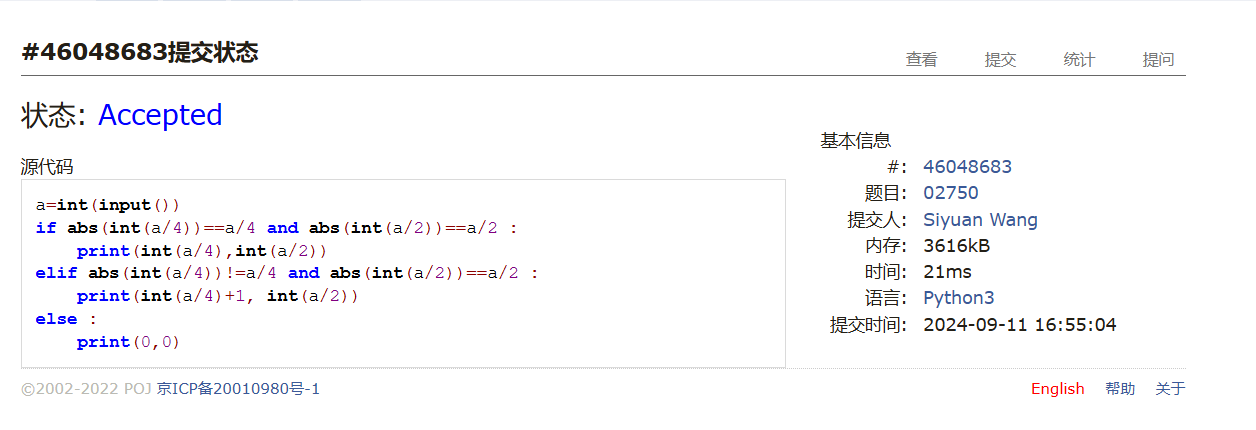 #46048683提交状态
查看 提交 统计 提问
状态: Accepted
源代码
a=int(input())
if abs(int(a/4))==a/4 and abs(int(a/2))==a/2 :
    print(int(a/4),int(a/2))
elif abs(int(a/4))!=a/4 and abs(int(a/2))==a/2 :
    print(int(a/4)+1, int(a/2))
else :
    print(0,0)
基本信息
#: 46048683
题目: 02750
提交人: Siyuan Wang
内存: 3616kB
时间: 21ms
语言: Python3
提交时间: 2024-09-11 16:55:04
©2002-2022 POJ 京ICP备20010980号-1
English 帮助 关于